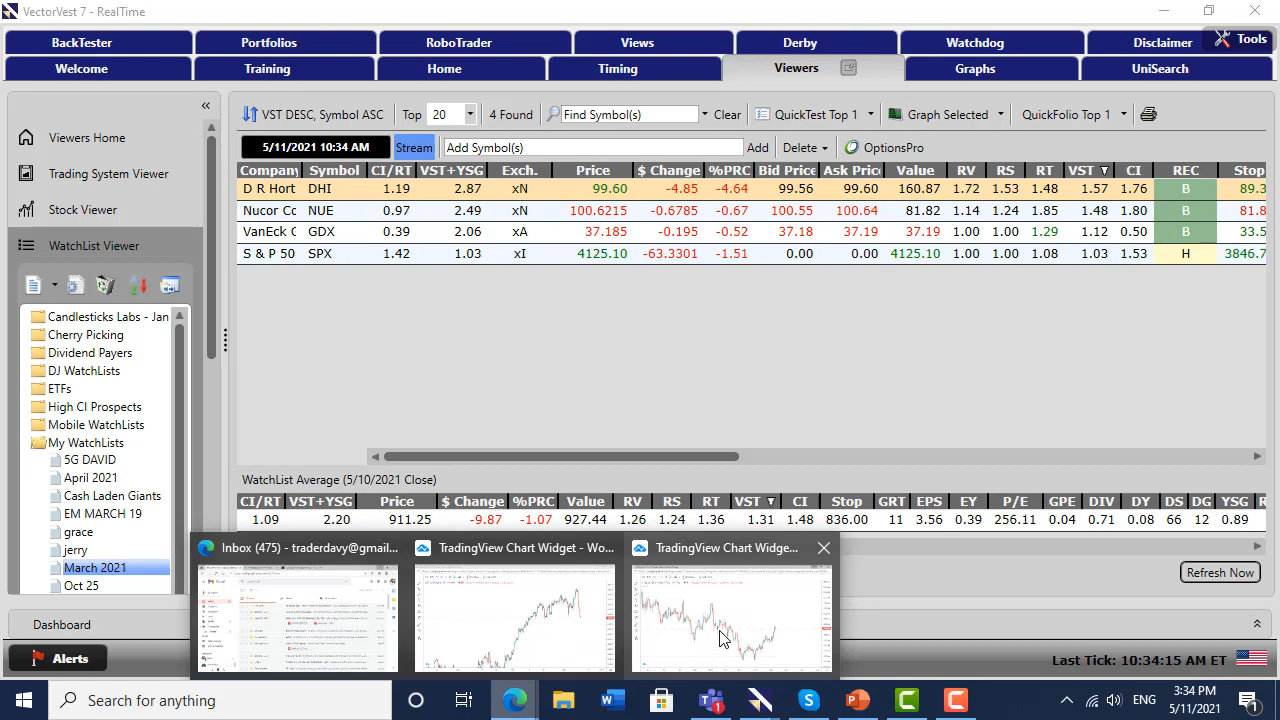 VectorVest 7 - RealTime
BackTester Portfolios RoboTrader Views Derby Watchdog Disclaimer Tools
Welcome Training Home Timing Viewers Graphs UniSearch
«
Viewers Home
Trading System Viewer
Stock Viewer
WatchList Viewer
Candlesticks Labs - Jan
Cherry Picking
Dividend Payers
DJ WatchLists
ETFs
High CI Prospects
Mobile WatchLists
My WatchLists
5G DAVID
April 2021
Cash Laden Giants
EM MARCH 19
grace
jerry
March 2021
Oct 20
VST DESC, Symbol ASC Top 20 4 Found Find Symbol(s) Clear QuickTest Top 1 Graph Selected QuickFolio Top 1
5/11/2021 10:34 AM Stream Add Symbol(s) Add Delete OptionsPro
Company Symbol CI/RT VST+YSG Exch. Price $ Change %PRC Bid Price Ask Price Value RV RS RT VST CI REC Stop
D R Hort DHI 1.19 2.87 xN 99.60 -4.85 -4.64 99.56 99.60 160.87 1.72 1.53 1.48 1.57 1.76 B 89.3
Nucor Co NUE 0.97 2.49 xN 100.6215 -0.6785 -0.67 100.55 100.64 81.82 1.14 1.24 1.85 1.48 1.80 B 81.8
VanEck GDX 0.39 2.06 xA 37.185 -0.195 -0.52 37.18 37.19 37.19 1.00 1.00 1.29 1.12 0.50 B 33.5
S & P 50 SPX 1.42 1.03 xI 4125.10 -63.3301 -1.51 0.00 0.00 4125.10 1.00 1.00 1.08 1.03 1.53 H 3846.7
WatchList Average (5/10/2021 Close)
CI/RT VST+YSG Price $ Change %PRC Value RV RS RT VST CI Stop GRT EPS EY P/E GPE DIV DY DS DG YSG
1.09 2.20 911.25 -9.87 -1.07 927.44 1.26 1.24 1.36 1.31 1.48 836.00 11 3.56 0.39 256.11 0.04 0.71 0.08 66 12 0.89
Inbox (475) - traderdavy@gmail... TradingView Chart Widget - Wo... TradingView Chart Widge...
Refresh Now
Search for anything
ENG
3:34 PM
5/11/2021
1
1